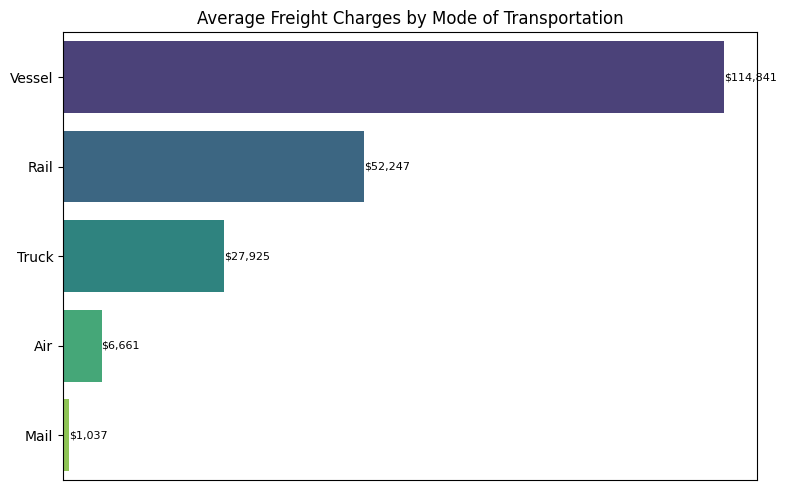 Average Freight Charges by Mode of Transportation
Vessel
$114,841
Rail
$52,247
Truck
$27,925
Air
$6,661
Mail
$1,037